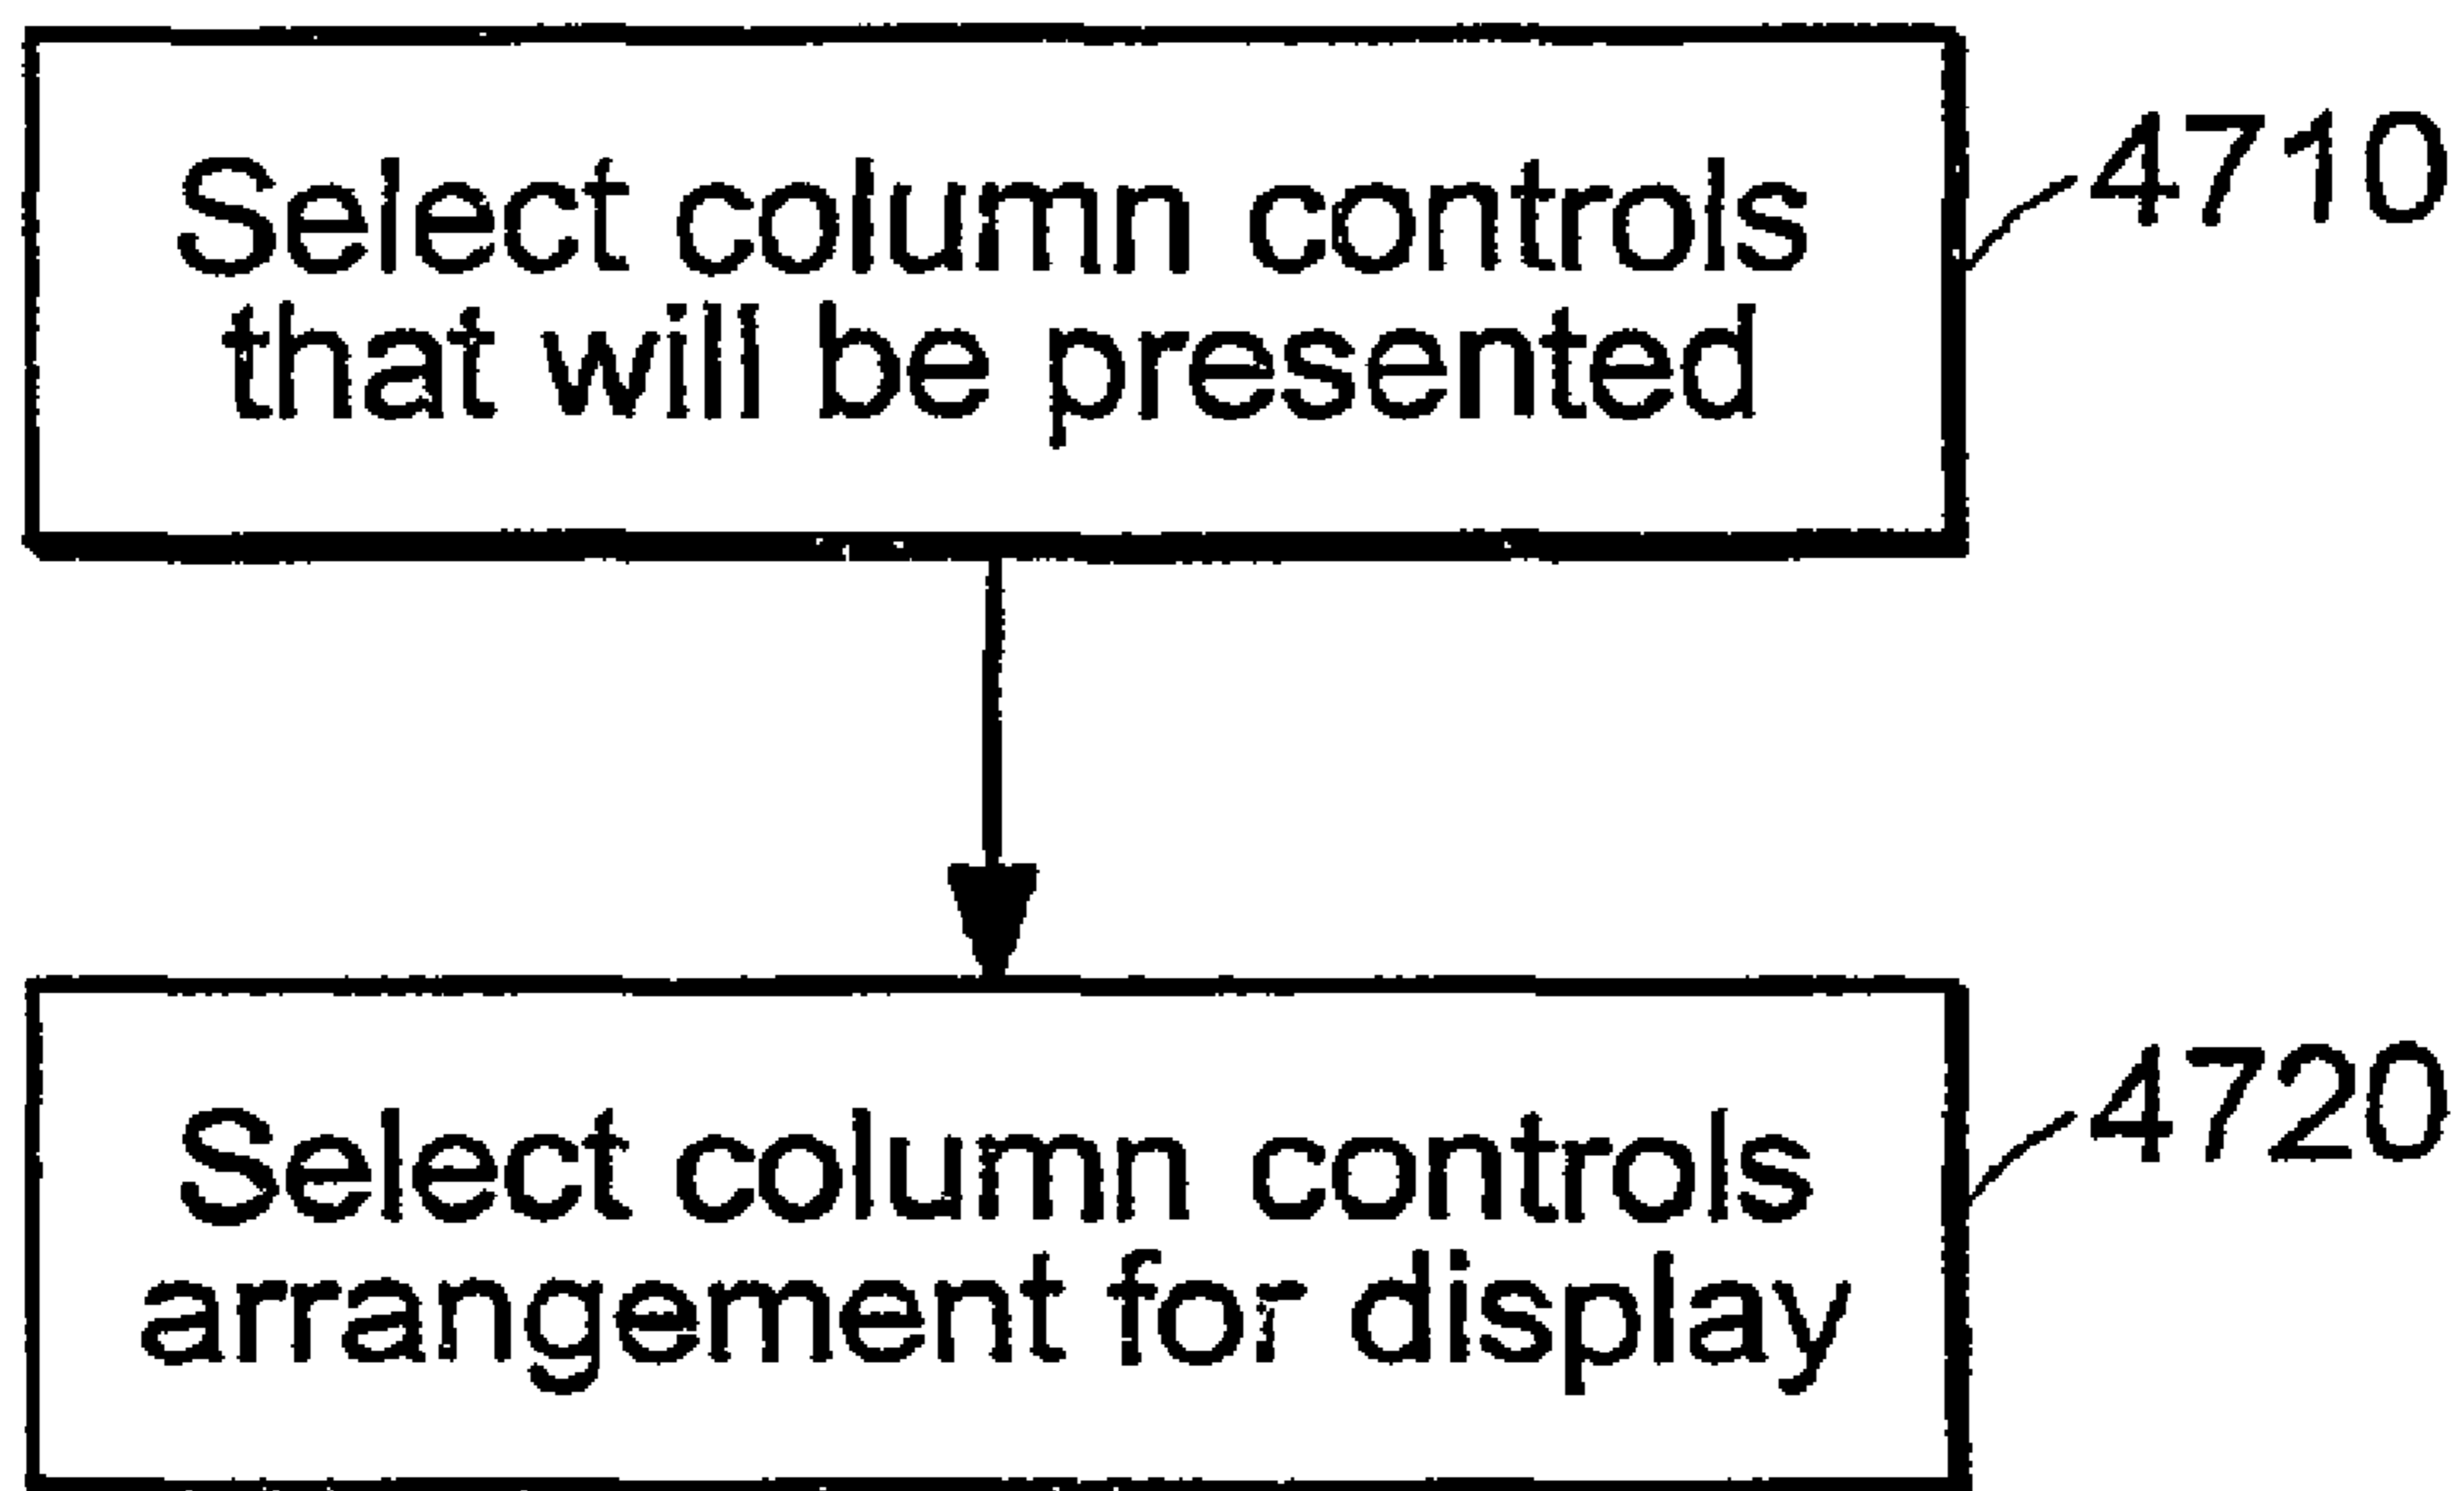 Select column controls
that will be presented
4710
Select column controls
arrangement for display
4720